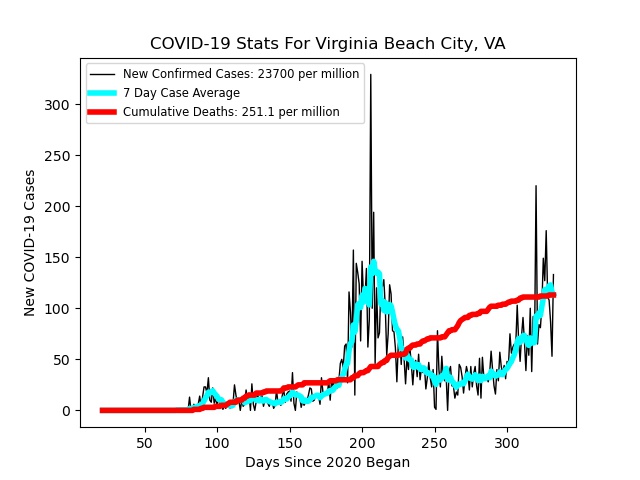 COVID-19 Stats For Virginia Beach City, VA
New Confirmed Cases: 23700 per million
7 Day Case Average
Cumulative Deaths: 251.1 per million
New COVID-19 Cases
300
250
200
150
100
50
0
50 100 150 200 250 300
Days Since 2020 Began